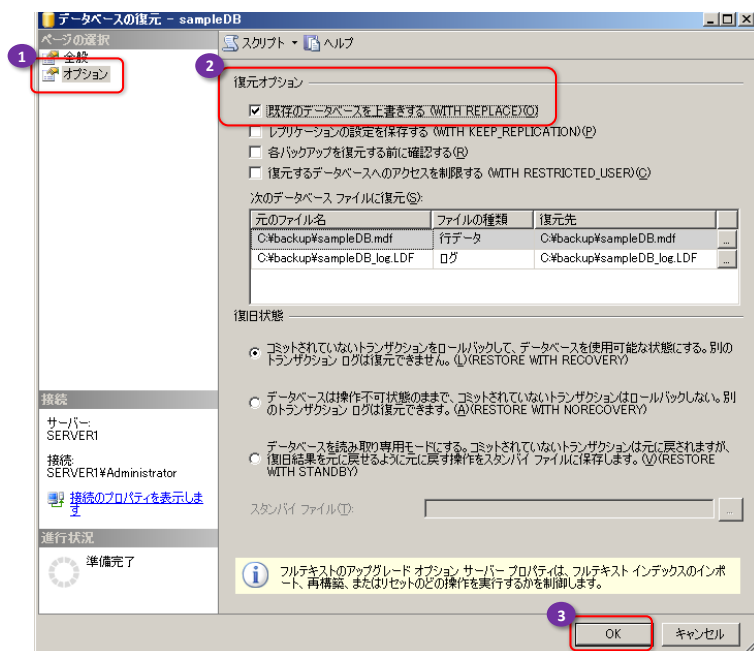 データベースの復元 - sampleDB
ページの選択
全般
オプション
1
スクリプト
ヘルプ
2
復元オプション
既存のデータベースを上書きする (WITH REPLACE)(O)
レプリケーションの設定を保存する (WITH KEEP_REPLICATION)(P)
各バックアップを復元する前に確認する(R)
復元するデータベースへのアクセスを制限する (WITH RESTRICTED_USER)(C)
次のデータベース ファイルに復元(S):
元のファイル名 ファイルの種類 復元先
C:¥backup¥sampleDB.mdf 行データ C:¥backup¥sampleDB.mdf ...
C:¥backup¥sampleDB_log.LDF ログ C:¥backup¥sampleDB_log.LDF ...
復旧状態
コミットされていないトランザクションをロールバックして、データベースを使用可能な状態にする。別の
トランザクション ログは復元できません。(L)(RESTORE WITH RECOVERY)
データベースは操作不可状態のままで、コミットされていないトランザクションはロールバックしない。別
のトランザクション ログは復元できます。(A)(RESTORE WITH NORECOVERY)
データベースを読み取り専用モードにする。コミットされていないトランザクションは元に戻されますが、
復旧結果を元に戻せるように元に戻す操作をスタンバイ ファイルに保存します。(V)(RESTORE
WITH STANDBY)
スタンバイ ファイル(T): ...
フルテキストのアップグレード オプション サーバー プロパティは、フルテキスト インデックスのインポ
ート、再構築、またはリセットのどの操作を実行するかを制御します。
接続
サーバー:
SERVER1
接続:
SERVER1¥Administrator
接続のプロパティを表示しま
す
進行状況
準備完了
3
OK
キャンセル